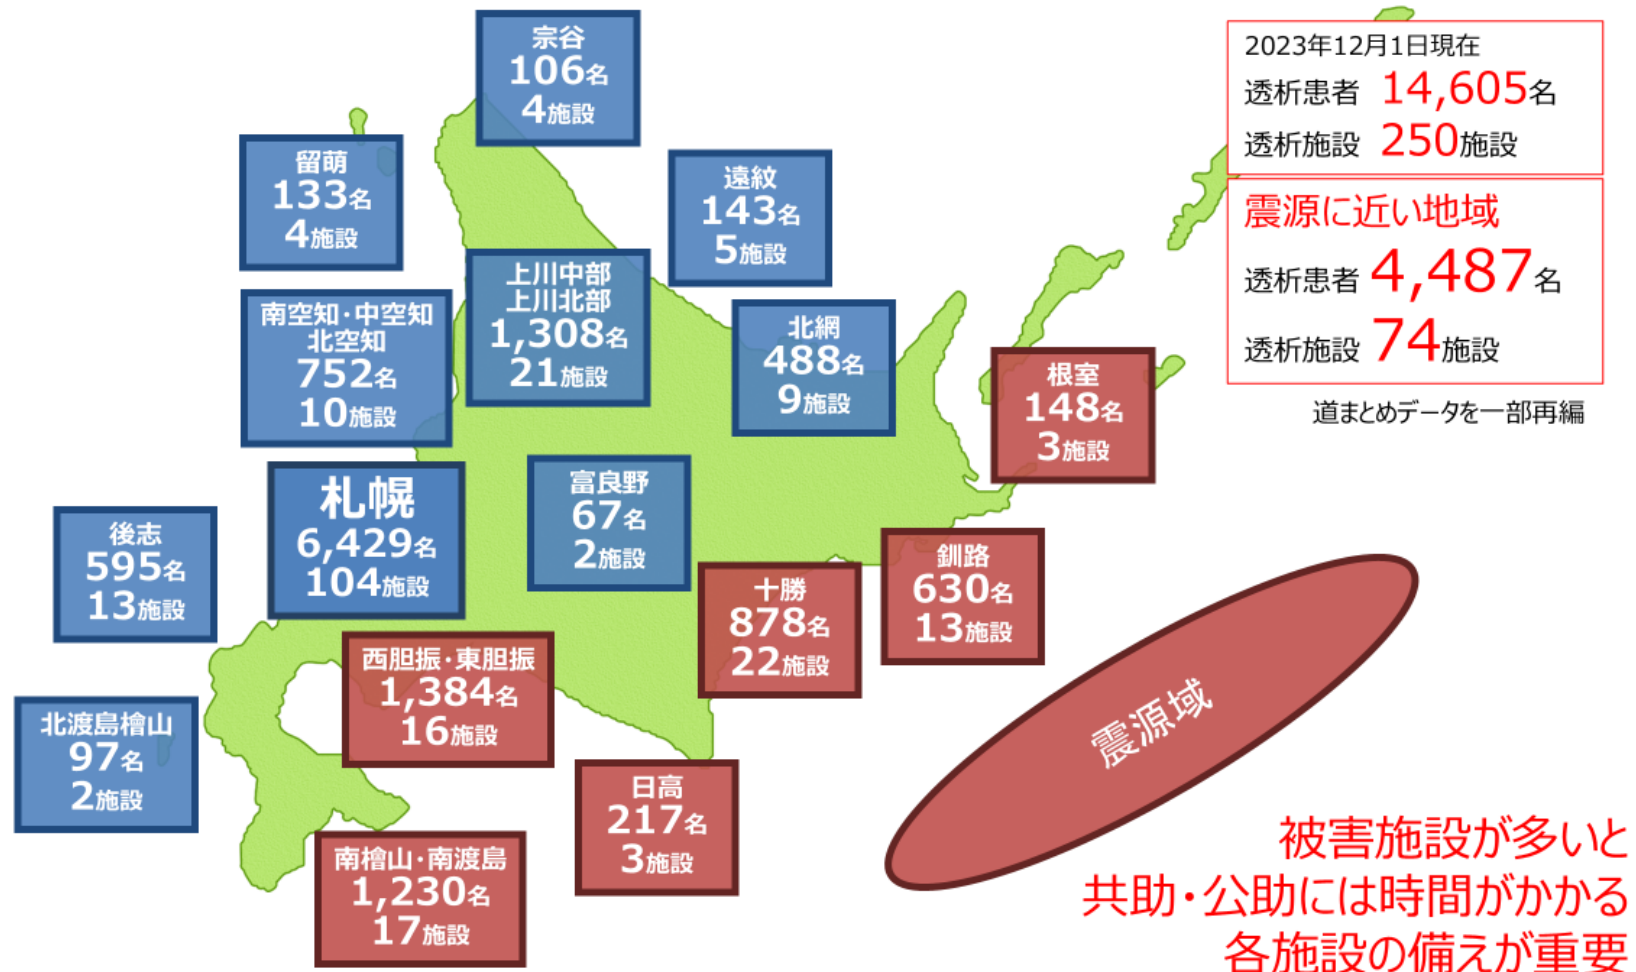 宗谷
106名
4施設
留萌
133名
4施設
遠紋
143名
5施設
上川中部
上川北部
1,308名
21施設
南空知・中空知
北空知
752名
10施設
北網
488名
9施設
根室
148名
3施設
札幌
6,429名
104施設
富良野
67名
2施設
後志
595名
13施設
釧路
630名
13施設
十勝
878名
22施設
西胆振・東胆振
1,384名
16施設
北渡島檜山
97名
2施設
日高
217名
3施設
南檜山・南渡島
1,230名
17施設
2023年12月1日現在
透析患者 14,605名
透析施設 250施設
震源に近い地域
透析患者 4,487名
透析施設 74施設
道まとめデータを一部再編
震源域
被害施設が多いと
共助・公助には時間がかかる
各施設の備えが重要